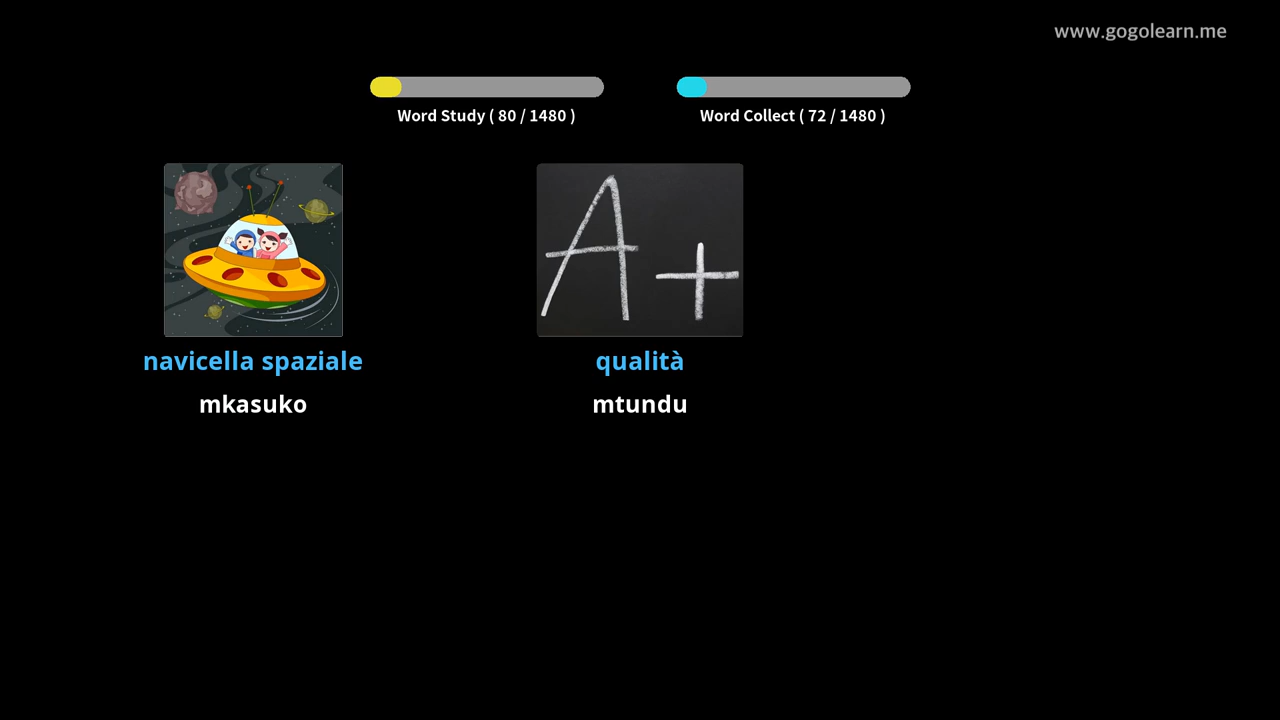 www.gogolearn.me
Word Study ( 80 / 1480 )
Word Collect ( 72 / 1480 )
A+
navicella spaziale
qualità
mkasuko
mtundu